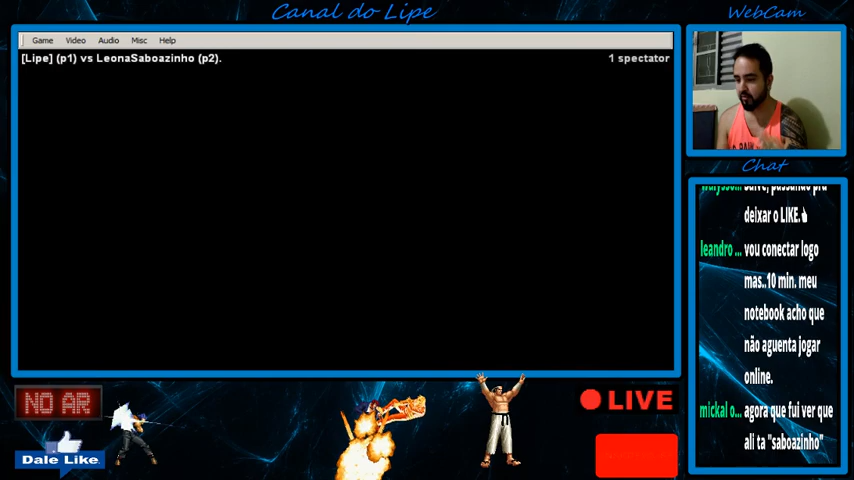 Canal do Lipe
WebCam
Game Video Audio Misc Help
[Lipe] (p1) vs LeonaSaboazinho (p2).
1 spectator
Chat
deixar o LIKE.
leandro ... vou conectar logo
mas..10 min. meu
notebook acho que
não aguenta jogar
online.
mickal o... agora que fui ver que
ali ta "saboazinho"
NO AR
LIVE
Dale Like.